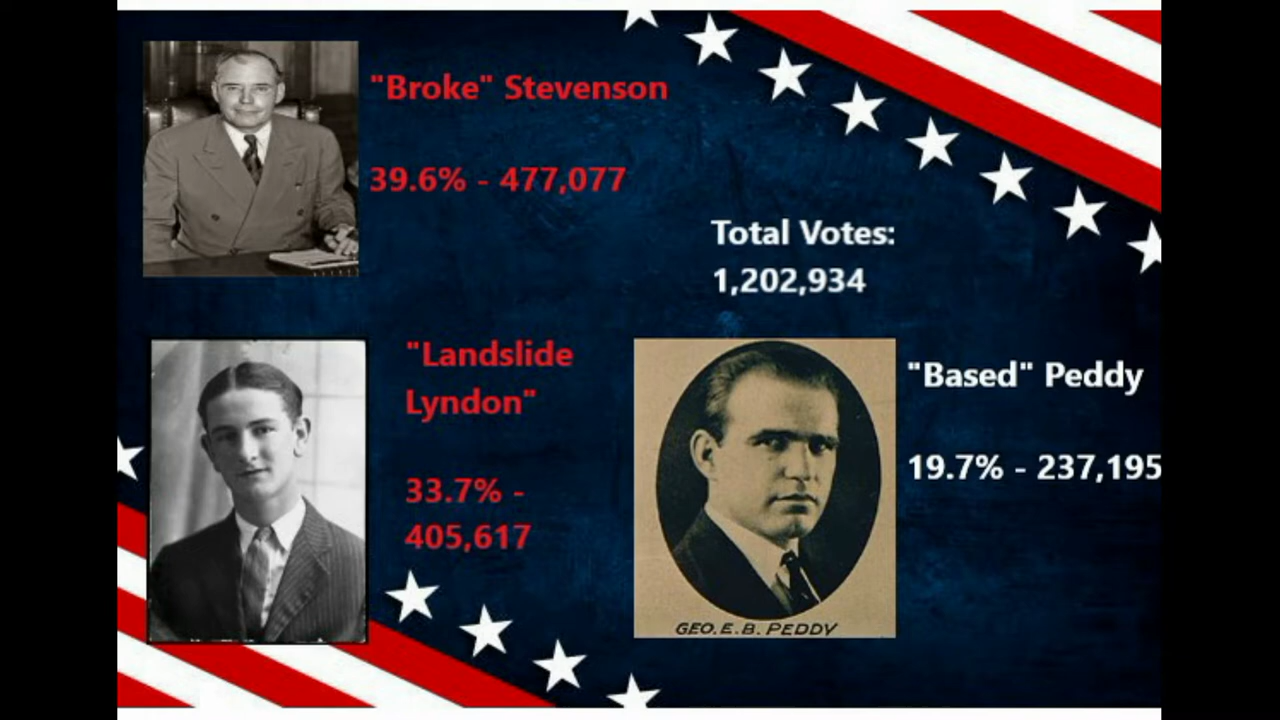 "Broke" Stevenson
39.6% - 477,077
Total Votes:
1,202,934
"Landslide
Lyndon"
33.7% -
405,617
"Based" Peddy
19.7% - 237,195
GEO. E. B. PEDDY